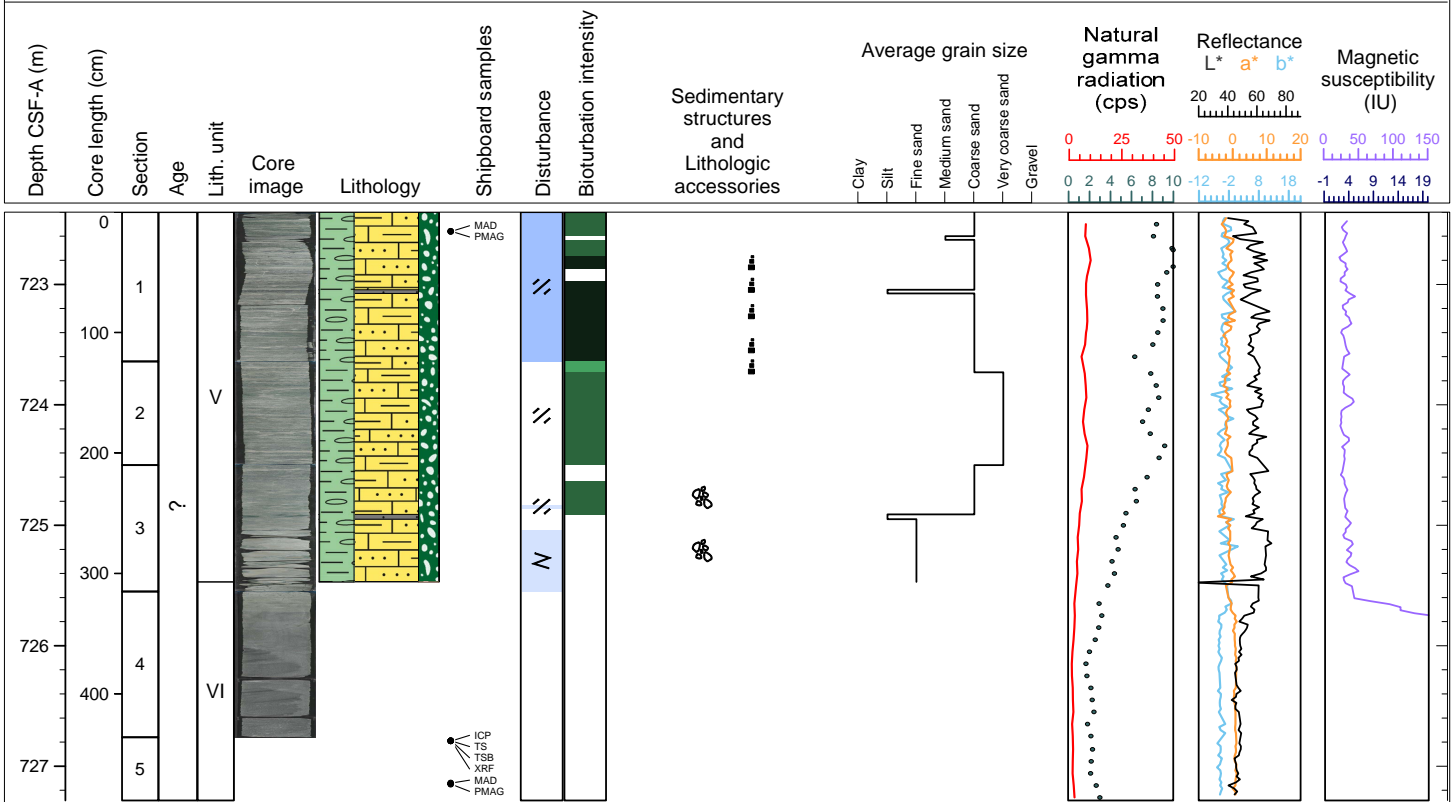 Depth CSF-A (m)
Core length (cm)
Section
Age
Lith. unit
Core
image
Lithology
Shipboard samples
Disturbance
Bioturbation intensity
Sedimentary
structures
and
Lithologic
accessories
Average grain size
Clay
Silt
Fine sand
Medium sand
Coarse sand
Very coarse sand
Gravel
Natural
gamma
radiation
(cps)
0 25 50
0 2 4 6 8 10
Reflectance
L* a* b*
20 40 60 80
-10 0 10 20
-12 -2 8 18
Magnetic
susceptibility
(IU)
0 50 100 150
-1 4 9 14 19
0
MAD
PMAG
723
1
100
V
724
2
200
?
3
725
300
726
4
VI
400
ICP
TS
TSB
XRF
727
5
MAD
PMAG